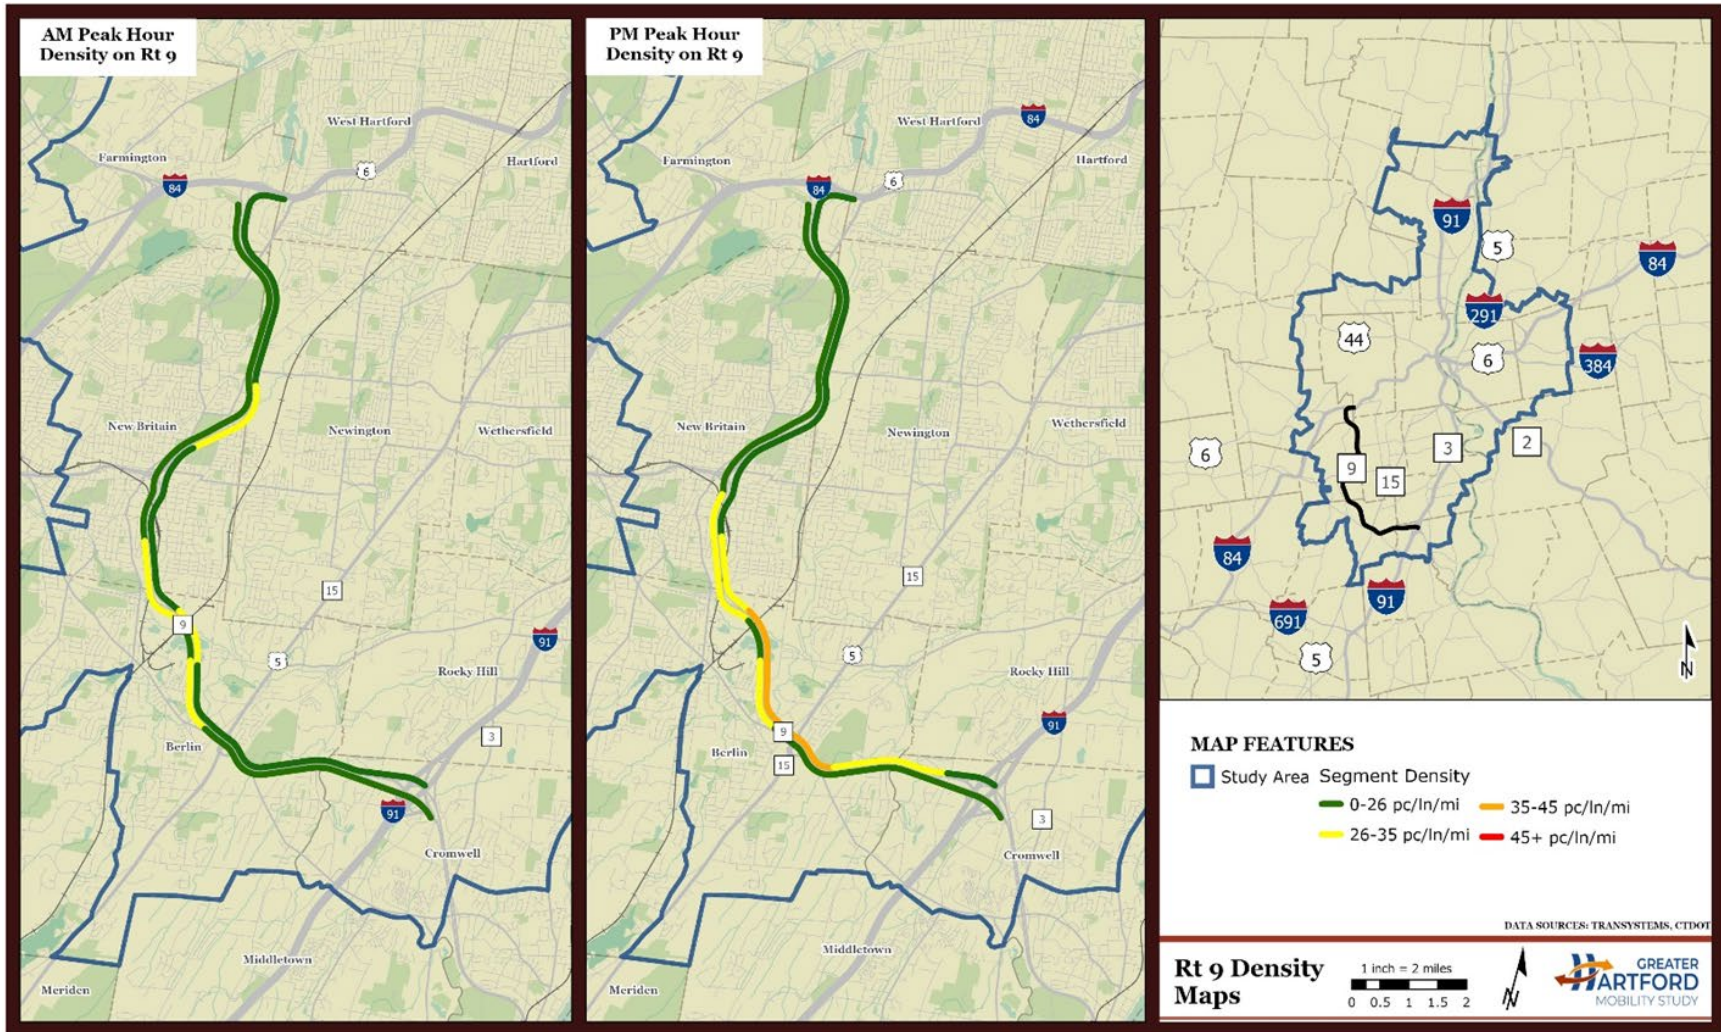 AM Peak Hour
Density on Rt 9
West Hartford
Farmington
Hartford
6
84
New Britain
Newington
Wethersfield
15
9
91
5
Rocky Hill
3
Berlin
91
Cromwell
Middletown
Meriden
PM Peak Hour
Density on Rt 9
84
West Hartford
Farmington
Hartford
6
84
New Britain
Newington
Wethersfield
15
5
Rocky Hill
91
9
Berlin
15
3
Cromwell
Middletown
Meriden
91
5
84
291
44
6
384
3
2
6
9
15
84
91
691
5
N
MAP FEATURES
Study Area
Segment Density
0-26 pc/ln/mi
35-45 pc/ln/mi
26-35 pc/ln/mi
45+ pc/ln/mi
DATA SOURCES: TRANSYSTEMS, CTDOT
Rt 9 Density
Maps
1 inch = 2 miles
0 0.5 1 1.5 2
N
GREATER
HARTFORD
MOBILITY STUDY